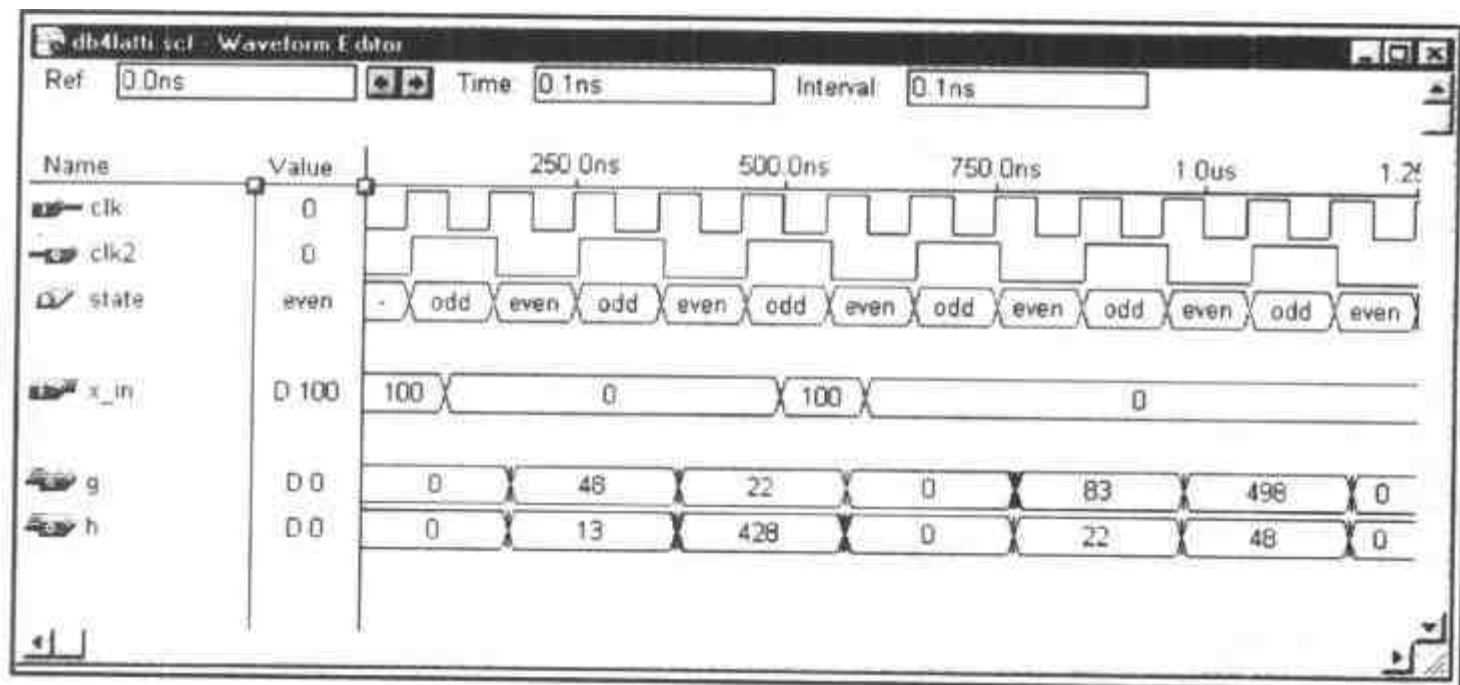 db4latti.scf - Waveform Editor
Ref: 0.0ns Time: 0.1ns Interval: 0.1ns
Name Value 250.0ns 500.0ns 750.0ns 1.0us 1.25
clk 0
clk2 0
state even - odd even odd even odd even odd even odd even odd even
x_in D 100 100 0 100 0
g D 0 0 48 22 0 83 498 0
h D 0 0 13 428 0 22 48 0